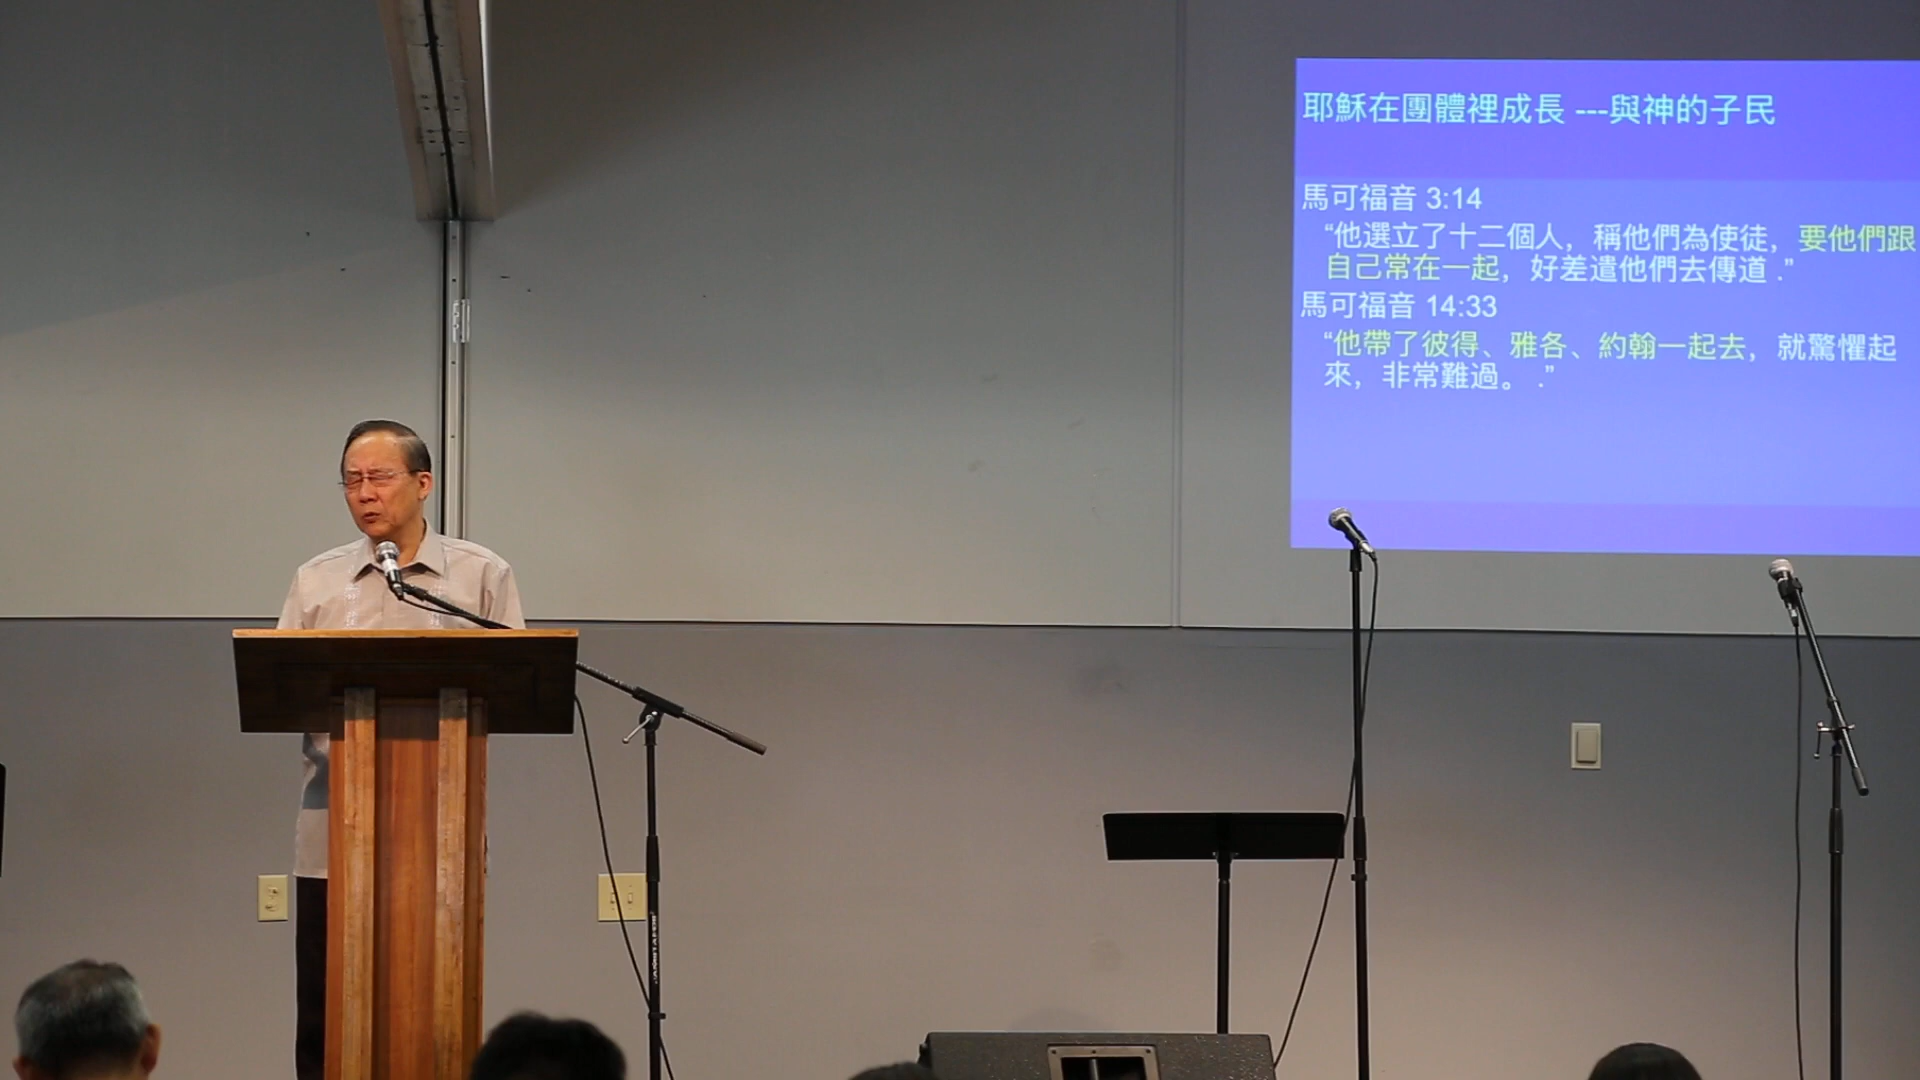 耶穌在團體裡成長 ---與神的子民
馬可福音 3:14
“他選立了十二個人，稱他們為使徒，要他們跟
自己常在一起，好差遣他們去傳道 .”
馬可福音 14:33
“他帶了彼得、雅各、約翰一起去，就驚懼起
來，非常難過。 .”